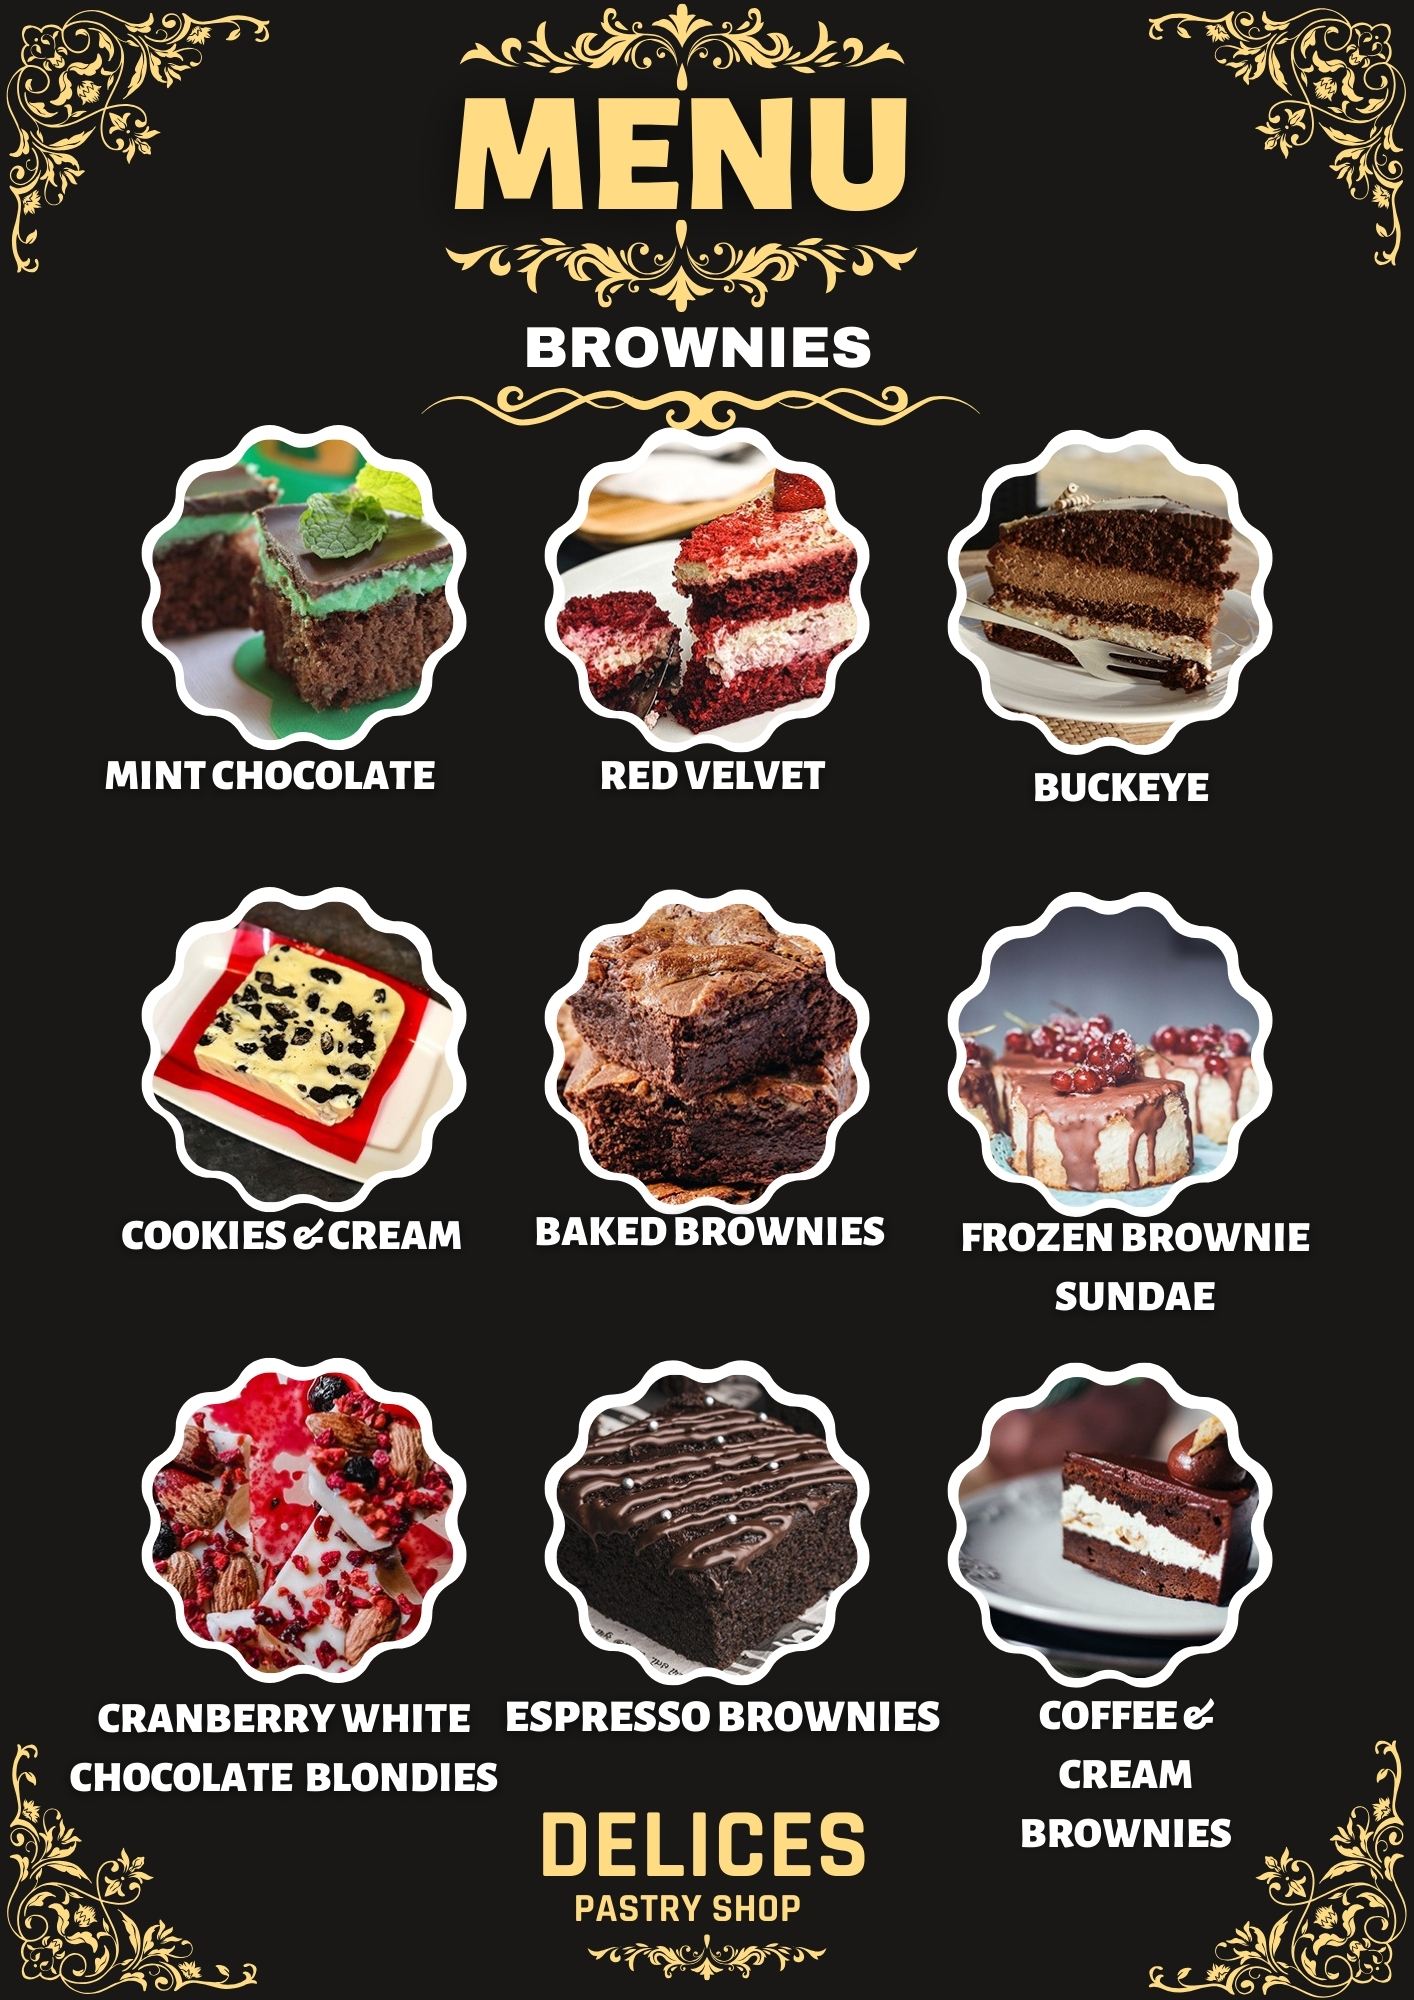 MENU
BROWNIES
MINT CHOCOLATE
RED VELVET
BUCKEYE
COOKIES & CREAM
BAKED BROWNIES
FROZEN BROWNIE
SUNDAE
CRANBERRY WHITE
CHOCOLATE BLONDIES
ESPRESSO BROWNIES
COFFEE &
CREAM
BROWNIES
DELICES
PASTRY SHOP